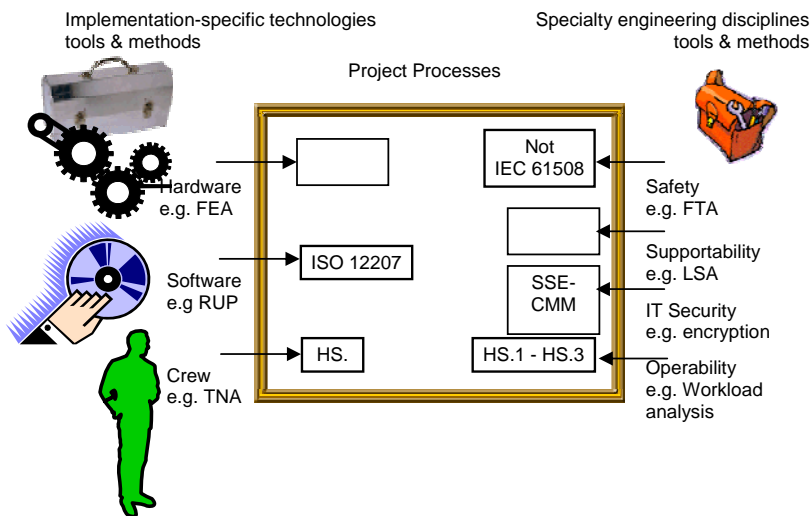 Implementation-specific technologies
tools & methods
Specialty engineering disciplines
tools & methods
Project Processes
Not
IEC 61508
Hardware
e.g. FEA
Safety
e.g. FTA
ISO 12207
Software
e.g RUP
Supportability
e.g. LSA
SSE-
CMM
IT Security
e.g. encryption
HS.
HS.1 - HS.3
Crew
e.g. TNA
Operability
e.g. Workload
analysis